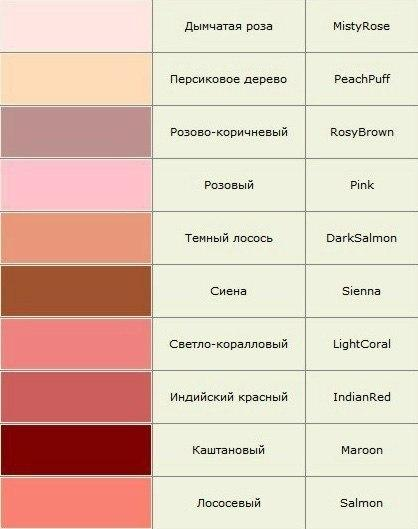 Дымчатая роза MistyRose
Персиковое дерево PeachPuff
Розово-коричневый RosyBrown
Розовый Pink
Темный лосось DarkSalmon
Сиена Sienna
Светло-коралловый LightCoral
Индийский красный IndianRed
Каштановый Maroon
Лососевый Salmon